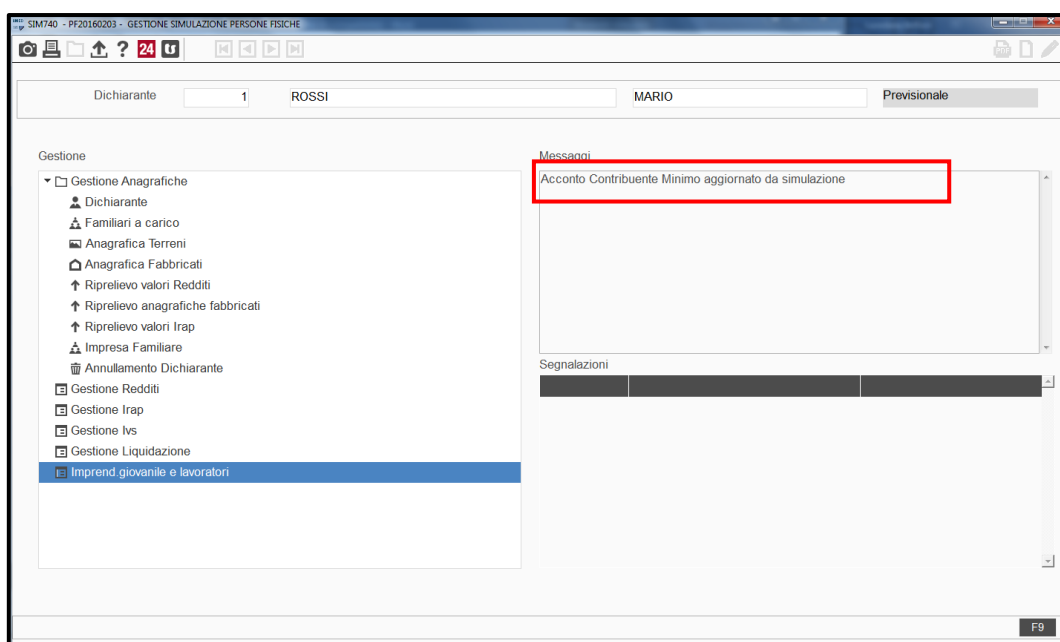 SIM740 - PF20160203 - GESTIONE SIMULAZIONE PERSONE FISICHE
? 24
PDF
Dichiarante 1 ROSSI MARIO Previsionale
Gestione
Gestione Anagrafiche
Dichiarante
Familiari a carico
Anagrafica Terreni
Anagrafica Fabbricati
Riprelievo valori Redditi
Riprelievo anagrafiche fabbricati
Riprelievo valori Irap
Impresa Familiare
Annullamento Dichiarante
Gestione Redditi
Gestione Irap
Gestione Ivs
Gestione Liquidazione
Imprend.giovanile e lavoratori
Messaggi
Acconto Contribuente Minimo aggiornato da simulazione
Segnalazioni
F9